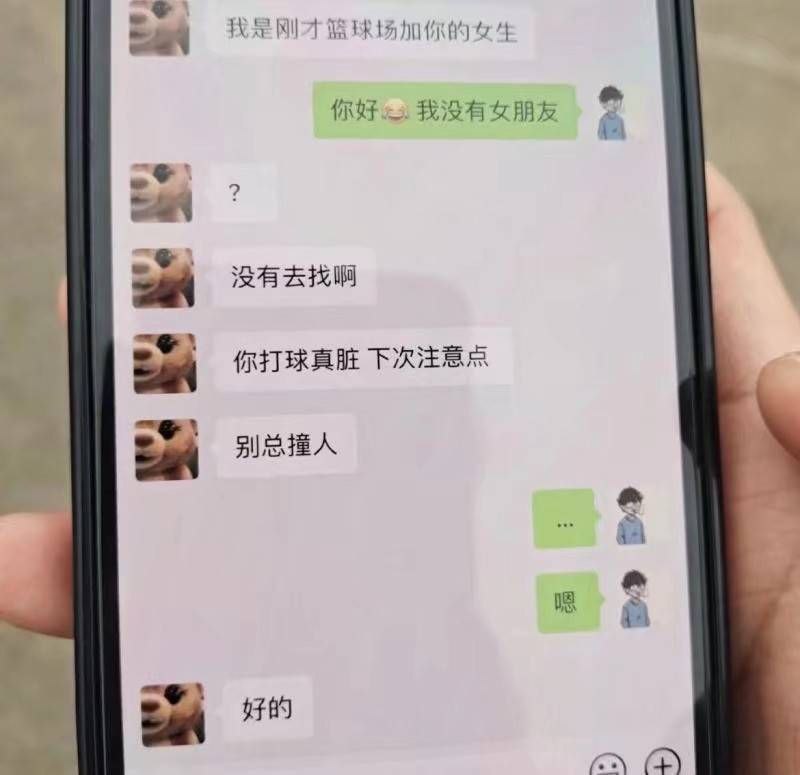 我是刚才篮球场加你的女生
你好😂我没有女朋友
？
没有去找啊
你打球真脏 下次注意点
别总撞人
...
嗯
好的